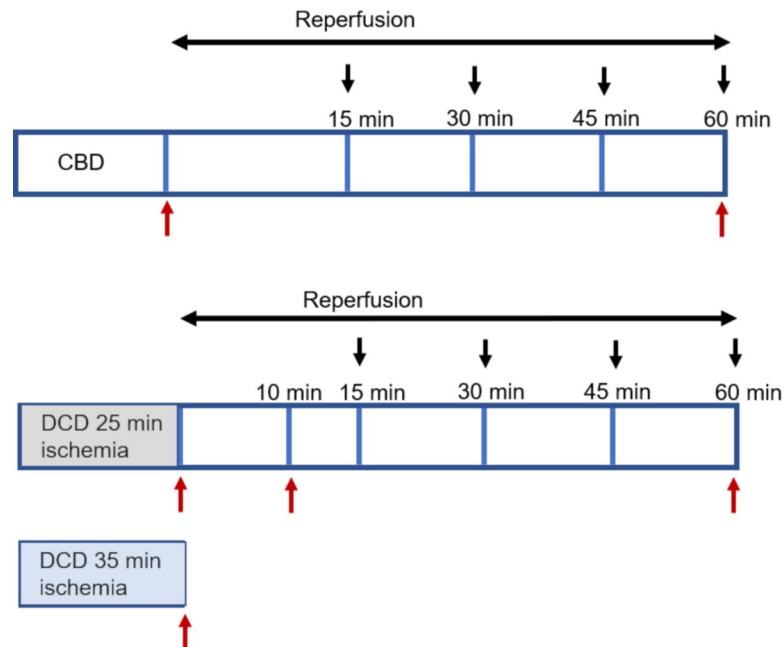 Reperfusion
15 min 30 min 45 min 60 min
CBD
Reperfusion
10 min 15 min 30 min 45 min 60 min
DCD 25 min
ischemia
DCD 35 min
ischemia